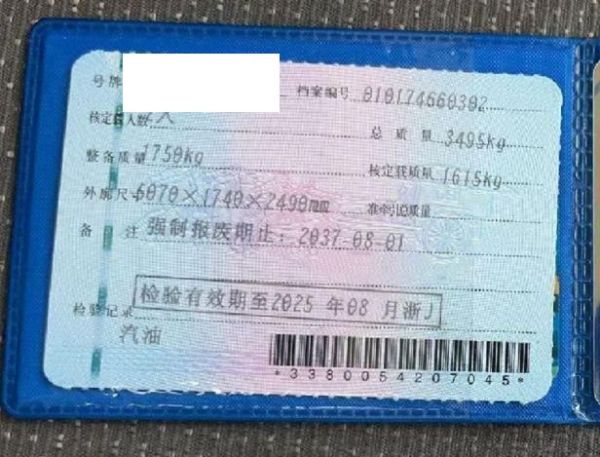 号牌 档案编号 010174660302
核定载人数 人 总质量 3495kg
整备质量 1750kg 核定载质量 1615kg
外廓尺 6070×1740×2490mm 准牵引总质量
备注 强制报废期止：2037-08-01
检验记录 检验有效期至2025年08月浙J
汽油
*3380054207045*